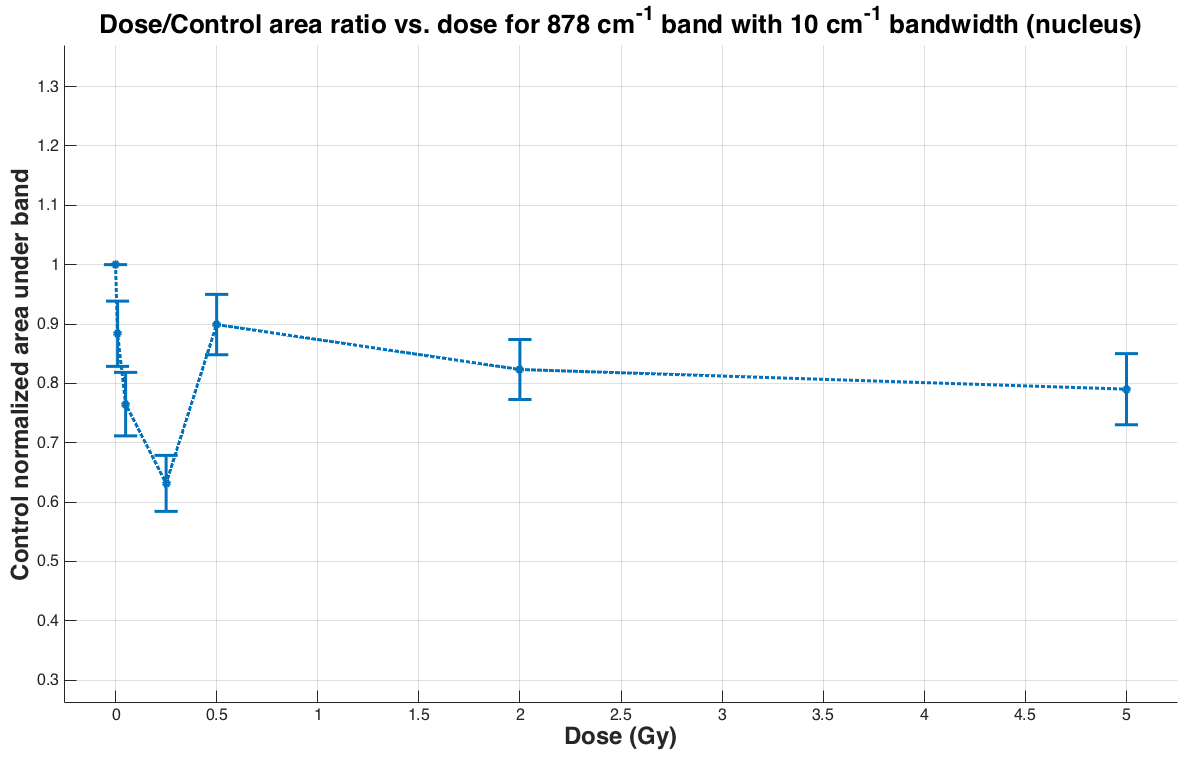 Dose/Control area ratio vs. dose for 878 cm⁻¹ band with 10 cm⁻¹ bandwidth (nucleus)
Control normalized area under band
1.3
1.2
1.1
1
0.9
0.8
0.7
0.6
0.5
0.4
0.3
0 0.5 1 1.5 2 2.5 3 3.5 4 4.5 5
Dose (Gy)